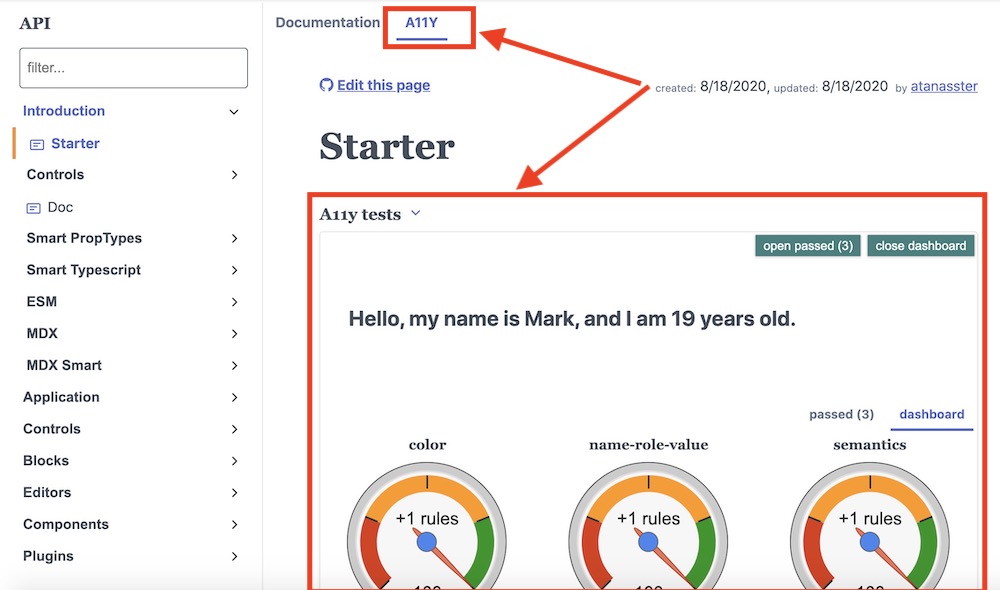 API
filter...
Introduction
Starter
Controls
Doc
Smart PropTypes
Smart Typescript
ESM
MDX
MDX Smart
Application
Controls
Blocks
Editors
Components
Plugins
Documentation A11Y
Edit this page
created: 8/18/2020, updated: 8/18/2020 by atanasster
Starter
A11y tests
open passed (3) close dashboard
Hello, my name is Mark, and I am 19 years old.
passed (3) dashboard
color name-role-value semantics
+1 rules +1 rules +1 rules